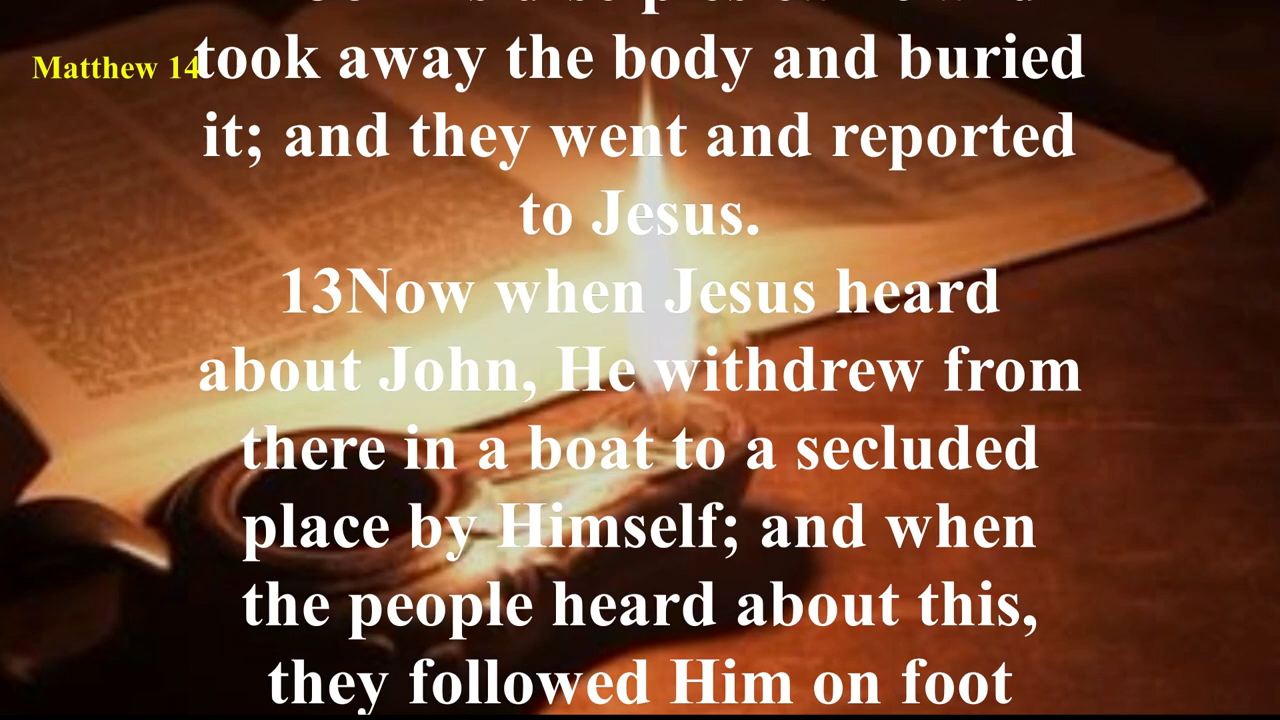 Matthew 14
took away the body and buried
it; and they went and reported
to Jesus.
13Now when Jesus heard
about John, He withdrew from
there in a boat to a secluded
place by Himself; and when
the people heard about this,
they followed Him on foot